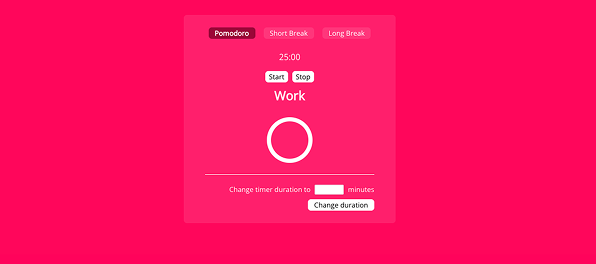 Pomodoro Short Break Long Break
25:00
Start Stop
Work
Change timer duration to minutes
Change duration